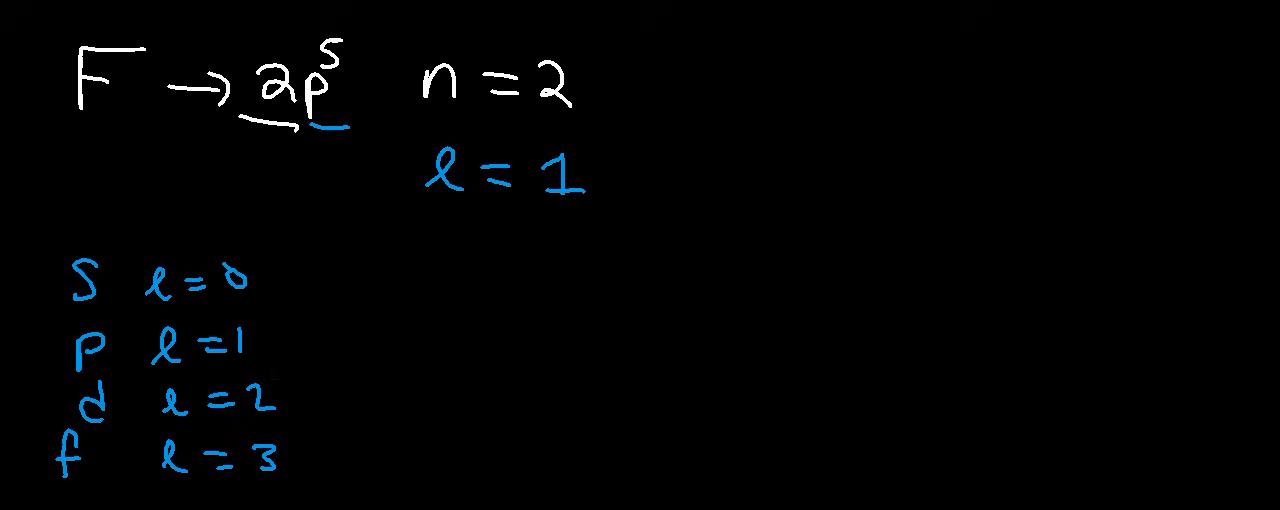 F → 2p⁵ n = 2
l = 1
s l = 0
p l = 1
d l = 2
f l = 3